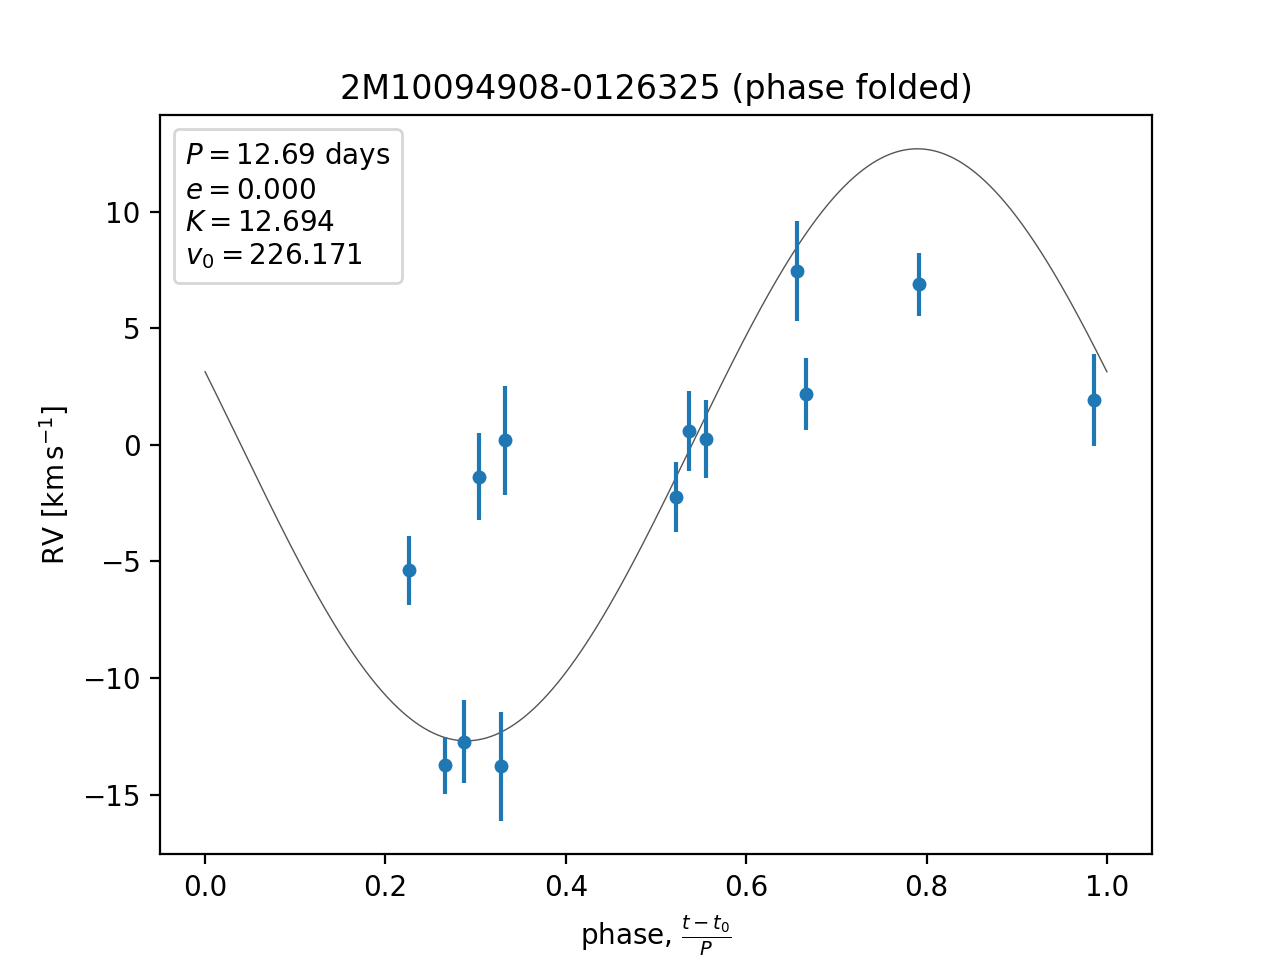 2M10094908-0126325 (phase folded)
P = 12.69 days
e = 0.000
K = 12.694
v₀ = 226.171
10
5
0
−5
−10
−15
RV [km s⁻¹]
0.0 0.2 0.4 0.6 0.8 1.0
phase, (t − t₀)/P